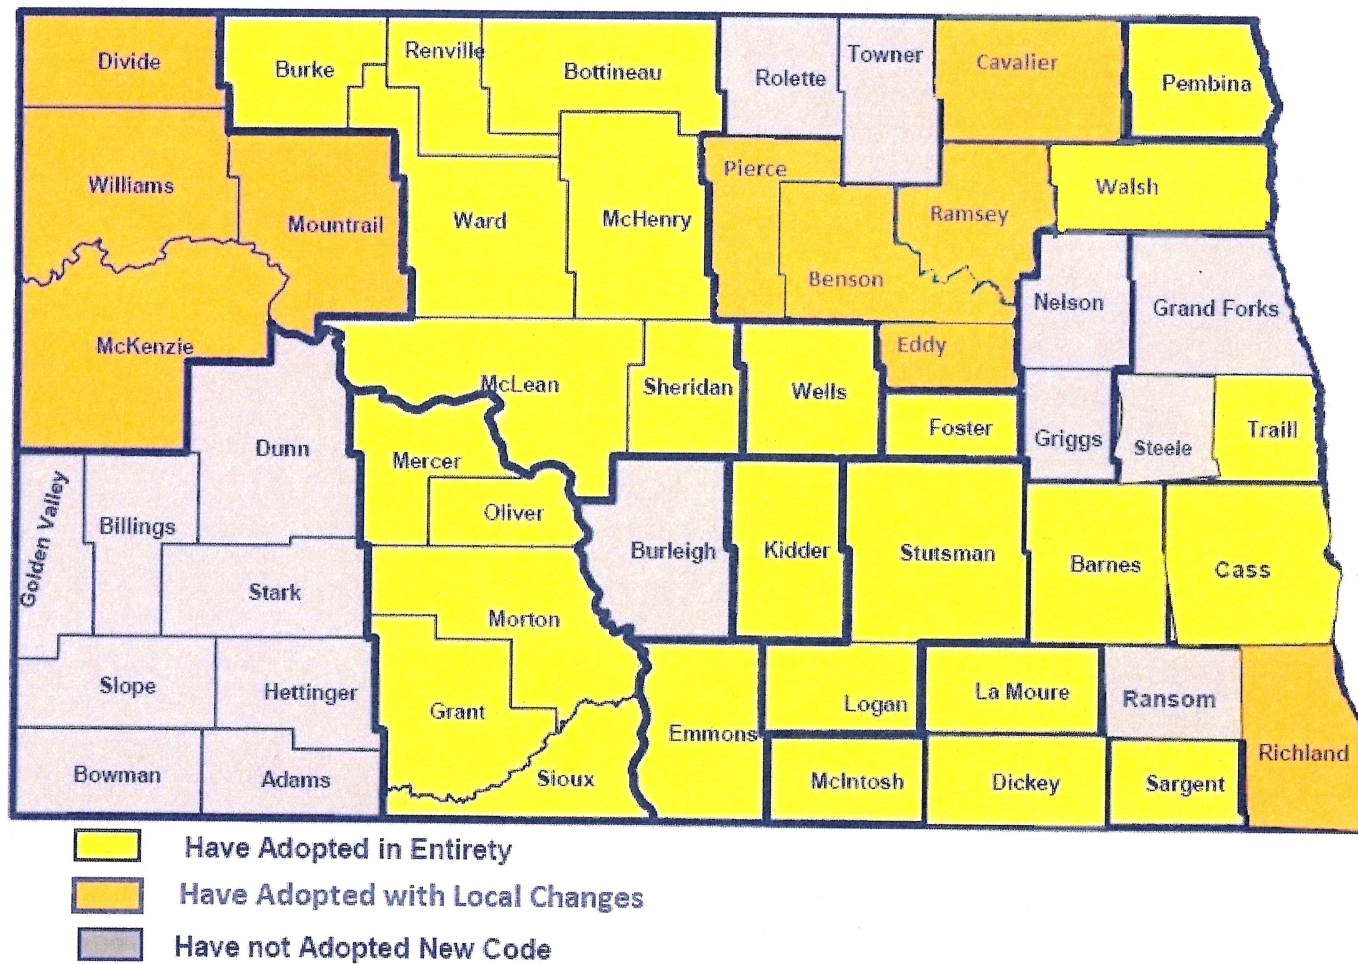 Divide
Burke
Renville
Bottineau
Rolette
Towner
Cavalier
Pembina
Williams
Mountrail
Ward
McHenry
Pierce
Benson
Ramsey
Walsh
McKenzie
Nelson
Grand Forks
Eddy
McLean
Sheridan
Wells
Foster
Griggs
Steele
Traill
Dunn
Mercer
Oliver
Golden Valley
Billings
Stark
Burleigh
Kidder
Stutsman
Barnes
Cass
Morton
Slope
Hettinger
Grant
Emmons
Logan
La Moure
Ransom
Richland
Bowman
Adams
Sioux
McIntosh
Dickey
Sargent
Have Adopted in Entirety
Have Adopted with Local Changes
Have not Adopted New Code